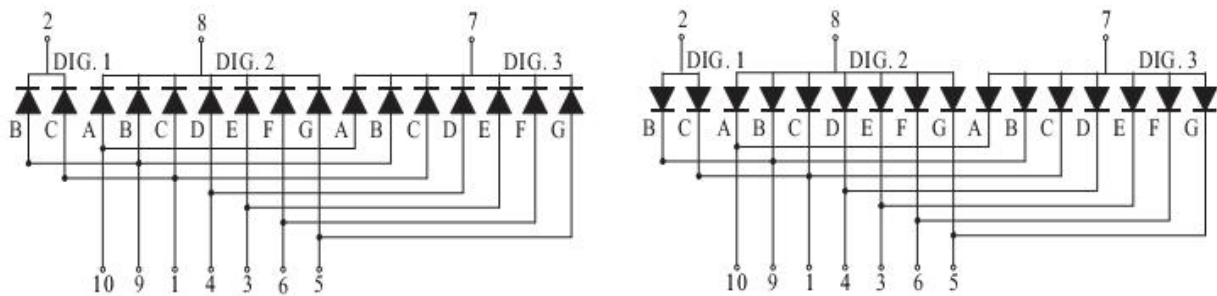 2 8 7 2 8 7
DIG. 1 DIG. 2 DIG. 3 DIG. 1 DIG. 2 DIG. 3
B C A B C D E F G A B C D E F G B C A B C D E F G A B C D E F G
10 9 1 4 3 6 5 10 9 1 4 3 6 5